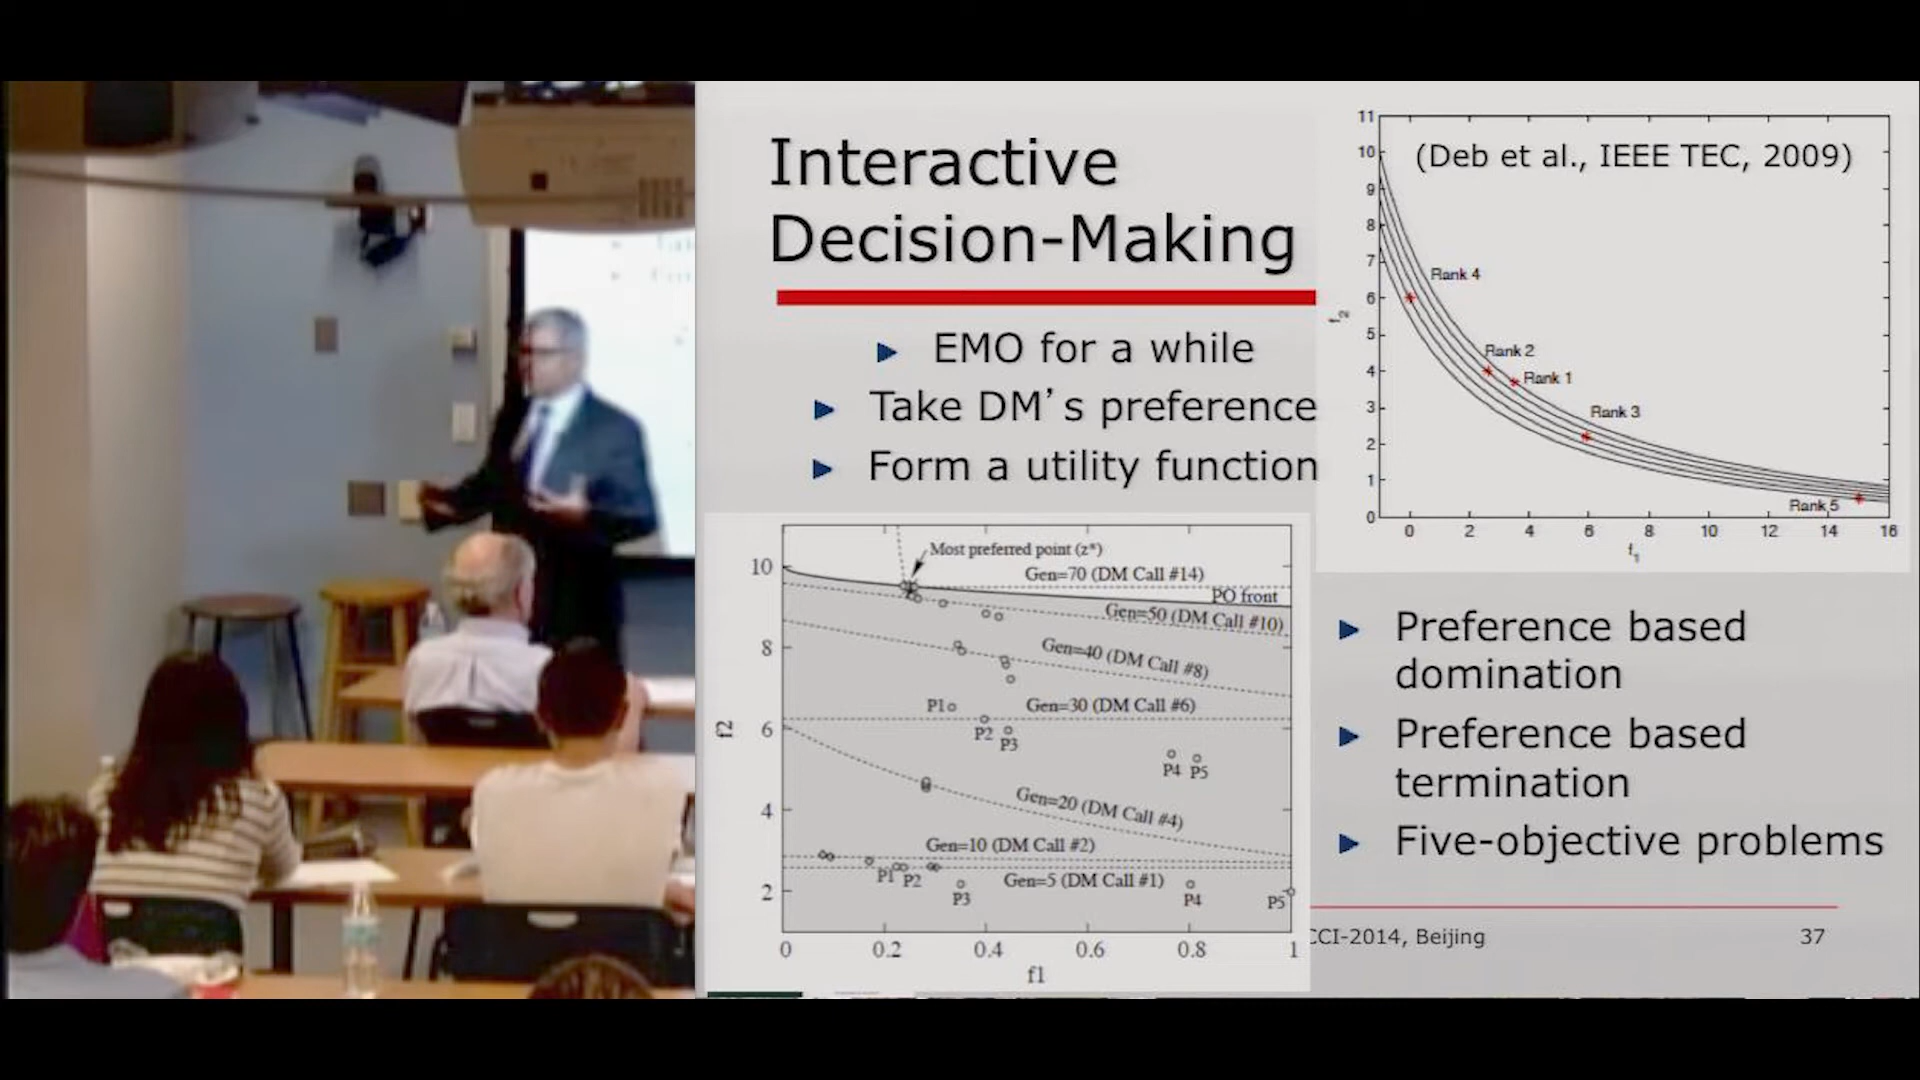 Interactive
Decision-Making
EMO for a while
Take DM's preference
Form a utility function
11
10
9
8
7
6
5
4
3
2
1
0
(Deb et al., IEEE TEC, 2009)
Rank 4
Rank 2
Rank 1
Rank 3
Rank 5
0 2 4 6 8 10 12 14 16
f1
f2
Most preferred point (z*)
Gen=70 (DM Call #14)
PO front
Gen=50 (DM Call #10)
Gen=40 (DM Call #8)
P1
Gen=30 (DM Call #6)
P2
P3
P4 P5
Gen=20 (DM Call #4)
Gen=10 (DM Call #2)
P1 P2
Gen=5 (DM Call #1)
P3
P4
P5
10
8
6
4
2
f2
0 0.2 0.4 0.6 0.8 1
f1
Preference based
domination
Preference based
termination
Five-objective problems
CCI-2014, Beijing
37